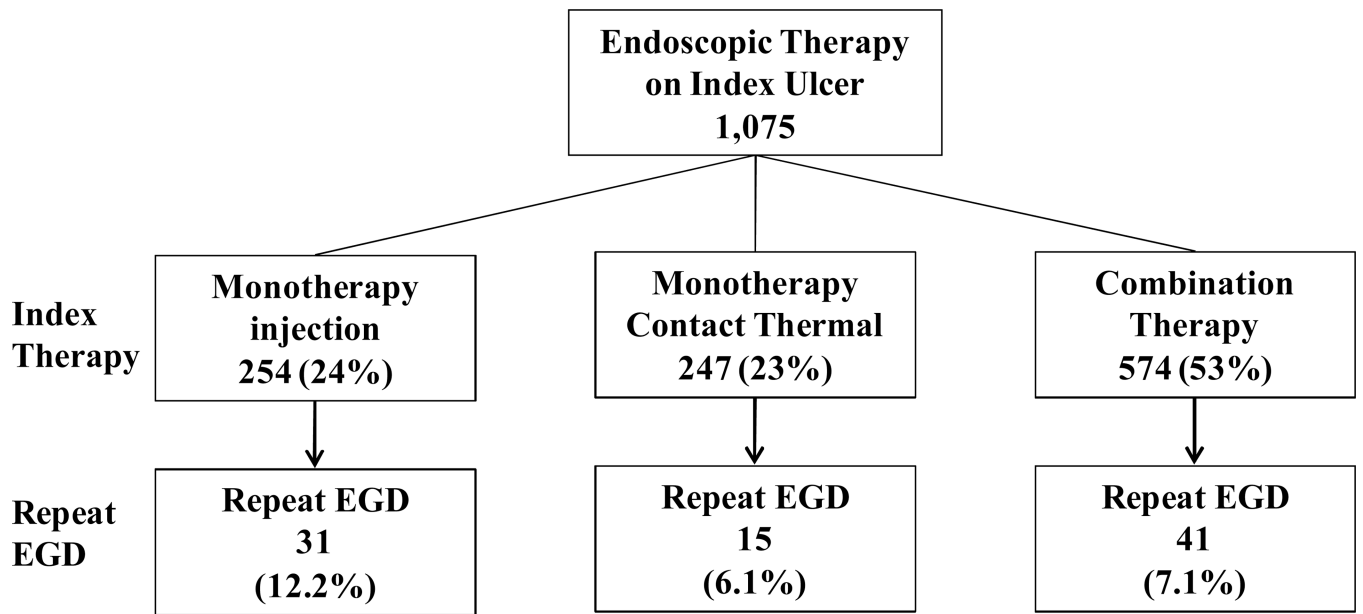 Endoscopic Therapy
on Index Ulcer
1,075
Index
Therapy
Monotherapy
injection
254 (24%)
Monotherapy
Contact Thermal
247 (23%)
Combination
Therapy
574 (53%)
Repeat
EGD
Repeat EGD
31
(12.2%)
Repeat EGD
15
(6.1%)
Repeat EGD
41
(7.1%)